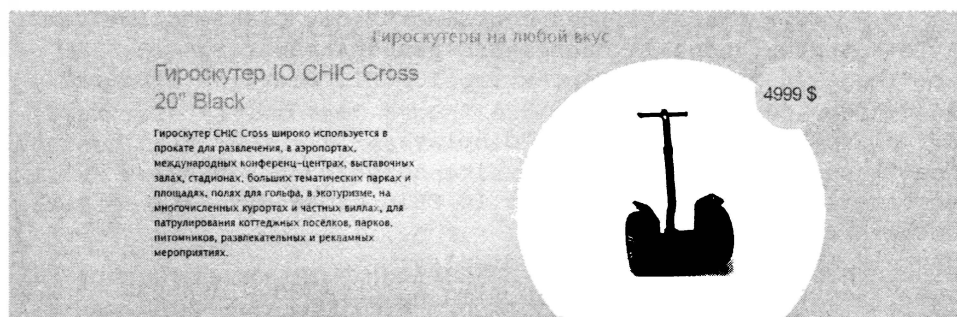 Гироскутеры на любой вкус
Гироскутер IO CHIC Cross
20" Black
4999 $
Гироскутер CHIC Cross широко используется в
прокате для развлечения, в аэропортах,
международных конференц-центрах, выставочных
залах, стадионах, больших тематических парках и
площадях, полях для гольфа, в экотуризме, на
многочисленных курортах и частных виллах, для
патрулирования коттеджных посёлков, парков,
питомников, развлекательных и рекламных
мероприятиях.